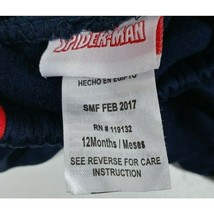 SPIDER-MAN
HECHO EN EGIPTO
SMF FEB 2017
RN # 119132
12Months / Meses
SEE REVERSE FOR CARE
INSTRUCTION